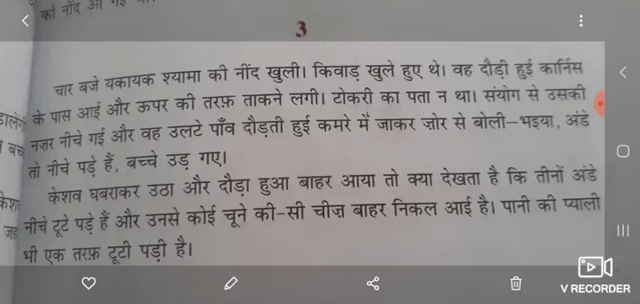 को नींद आ गई
3
चार बजे यकायक श्यामा की नींद खुली। किवाड़ खुले हुए थे। वह दौड़ी हुई कार्निस
के पास आई और ऊपर की तरफ़ ताकने लगी। टोकरी का पता न था। संयोग से उसकी
नज़र नीचे गई और वह उलटे पाँव दौड़ती हुई कमरे में जाकर ज़ोर से बोली—भइया, अंडे
तो नीचे पड़े हैं, बच्चे उड़ गए।
केशव घबराकर उठा और दौड़ा हुआ बाहर आया तो क्या देखता है कि तीनों अंडे
नीचे टूटे पड़े हैं और उनसे कोई चूने की-सी चीज़ बाहर निकल आई है। पानी की प्याली
भी एक तरफ़ टूटी पड़ी है।
V RECORDER